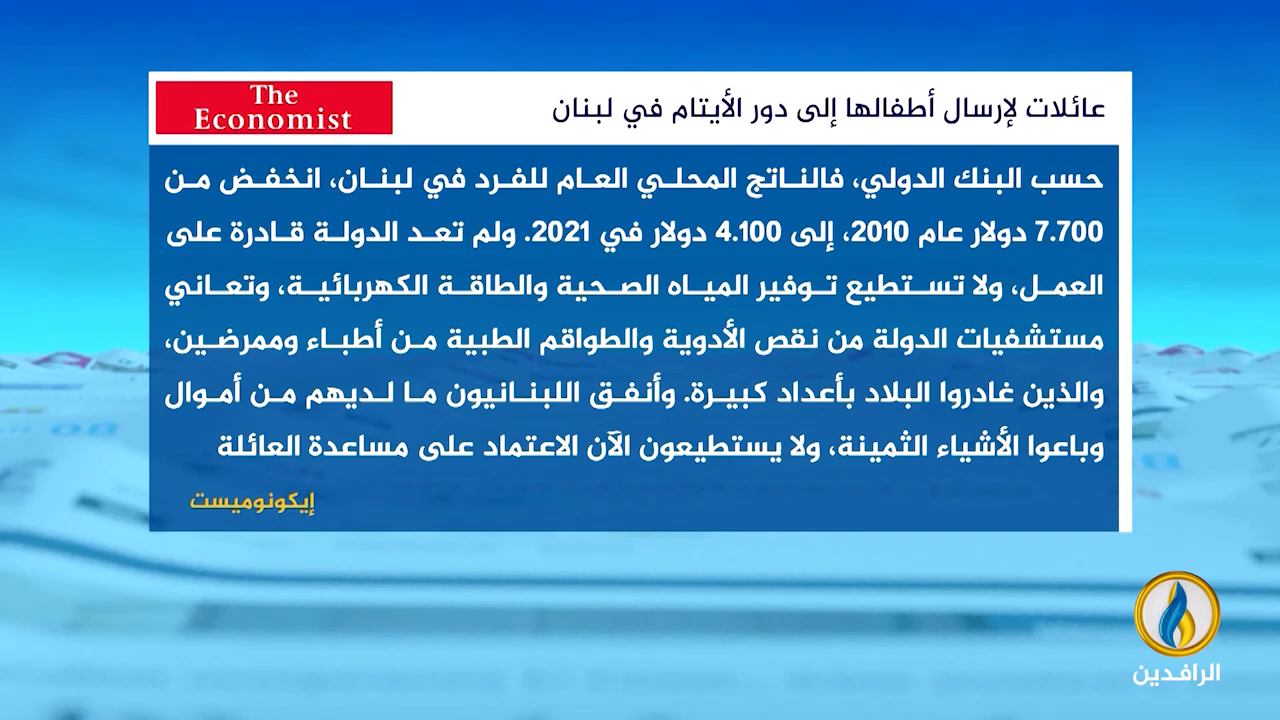 The
Economist
عائلات لإرسال أطفالها إلى دور الأيتام في لبنان
حسب البنك الدولي، فالناتج المحلي العام للفرد في لبنان، انخفض من
7.700 دولار عام 2010، إلى 4.100 دولار في 2021. ولم تعد الدولة قادرة على
العمل، ولا تستطيع توفير المياه الصحية والطاقة الكهربائية، وتعاني
مستشفيات الدولة من نقص الأدوية والطواقم الطبية من أطباء وممرضين،
والذين غادروا البلاد بأعداد كبيرة. وأنفق اللبنانيون ما لديهم من أموال
وباعوا الأشياء الثمينة، ولا يستطيعون الآن الاعتماد على مساعدة العائلة
إيكونوميست
الرافدين